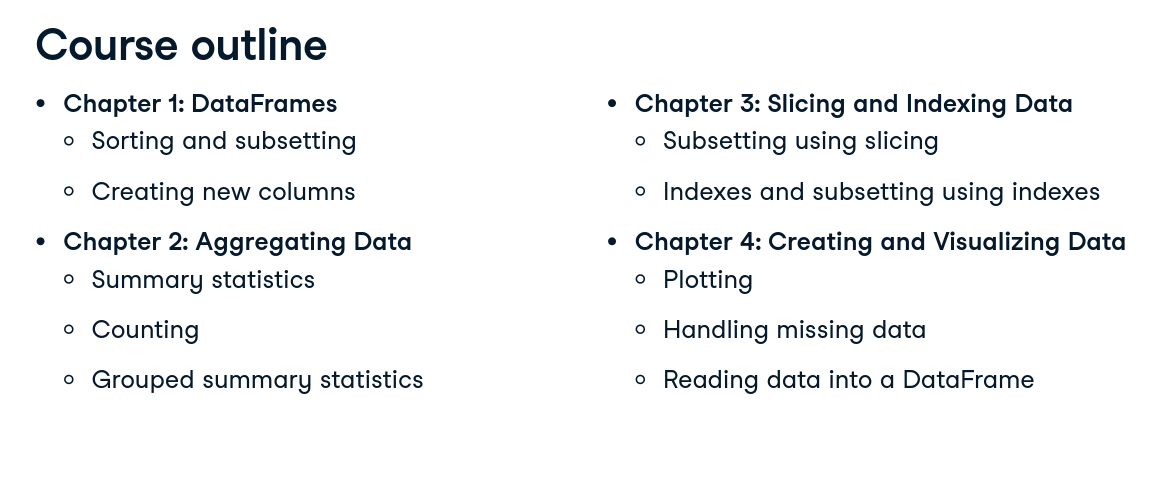 Course outline
• Chapter 1: DataFrames
◦ Sorting and subsetting
◦ Creating new columns
• Chapter 2: Aggregating Data
◦ Summary statistics
◦ Counting
◦ Grouped summary statistics
• Chapter 3: Slicing and Indexing Data
◦ Subsetting using slicing
◦ Indexes and subsetting using indexes
• Chapter 4: Creating and Visualizing Data
◦ Plotting
◦ Handling missing data
◦ Reading data into a DataFrame